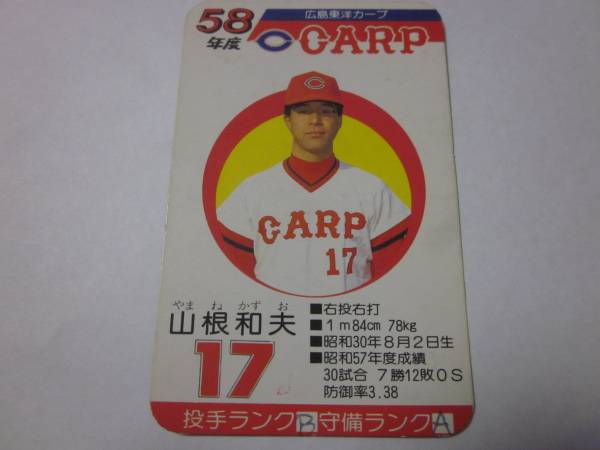 58
年度
広島東洋カープ
C CARP
C
CARP
17
やま ね かず お
山根和夫
17
■右投右打
■1m84cm 78kg
■昭和30年8月2日生
■昭和57年度成績
30試合 7勝12敗0S
防御率3.38
投手ランクB守備ランクA